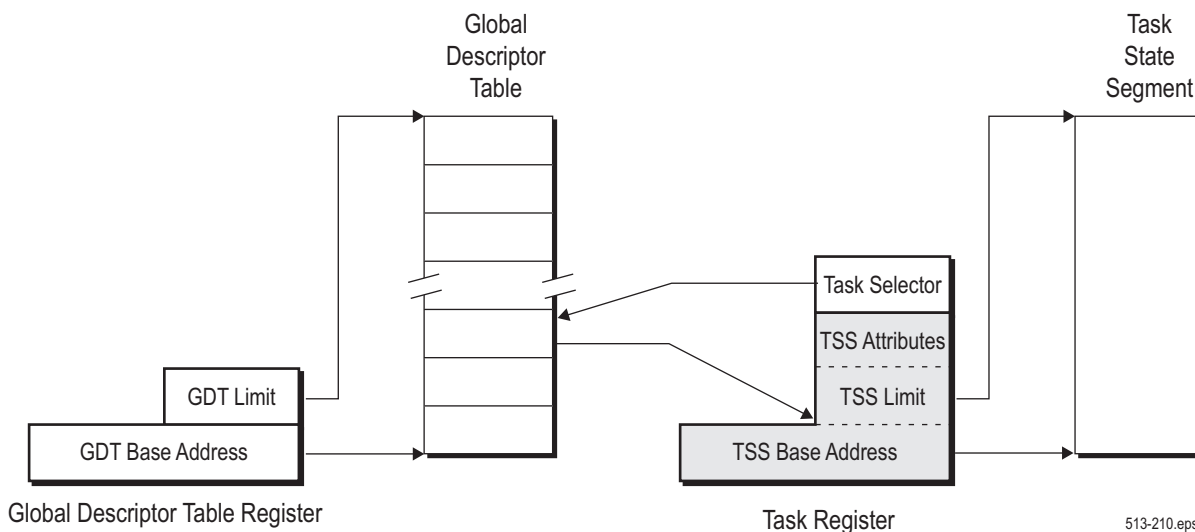 Global
Descriptor
Table
Task
State
Segment
Task Selector
TSS Attributes
GDT Limit
TSS Limit
GDT Base Address
TSS Base Address
Global Descriptor Table Register
Task Register
513-210.eps